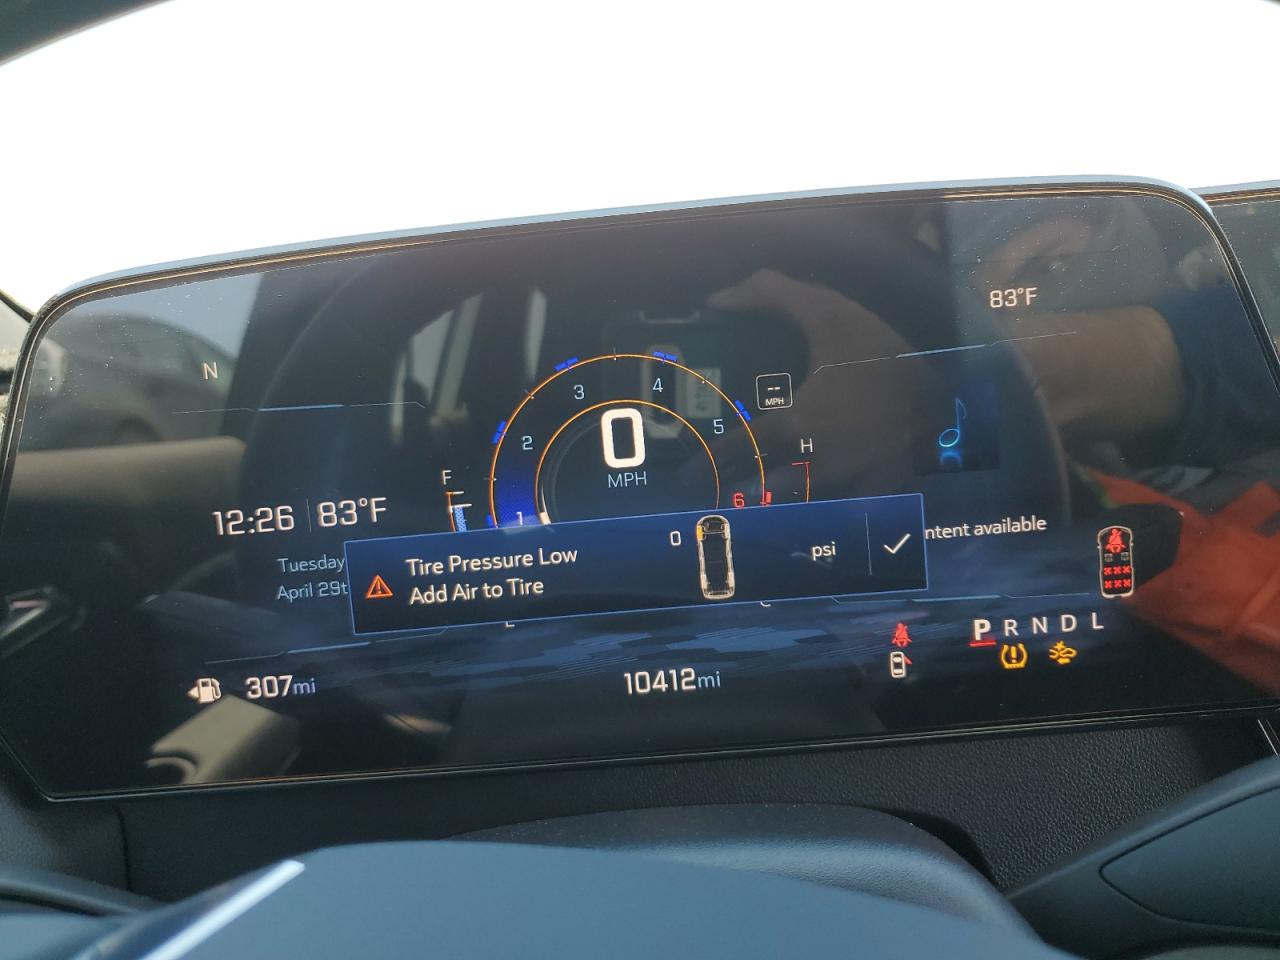 83°F
N
3
4
--
MPH
2
0
5
MPH
F
H
6
12:26
83°F
1
Tire Pressure Low
Add Air to Tire
0
psi
ntent available
Tuesday
April 29t
P R N D L
307mi
10412mi